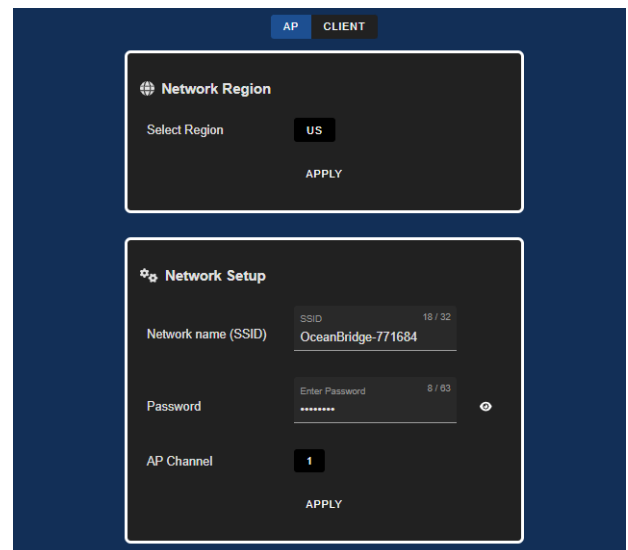 AP CLIENT
Network Region
Select Region US
APPLY
Network Setup
SSID 18 / 32
Network name (SSID) OceanBridge-771684
Enter Password 8 / 63
Password ••••••••
AP Channel 1
APPLY